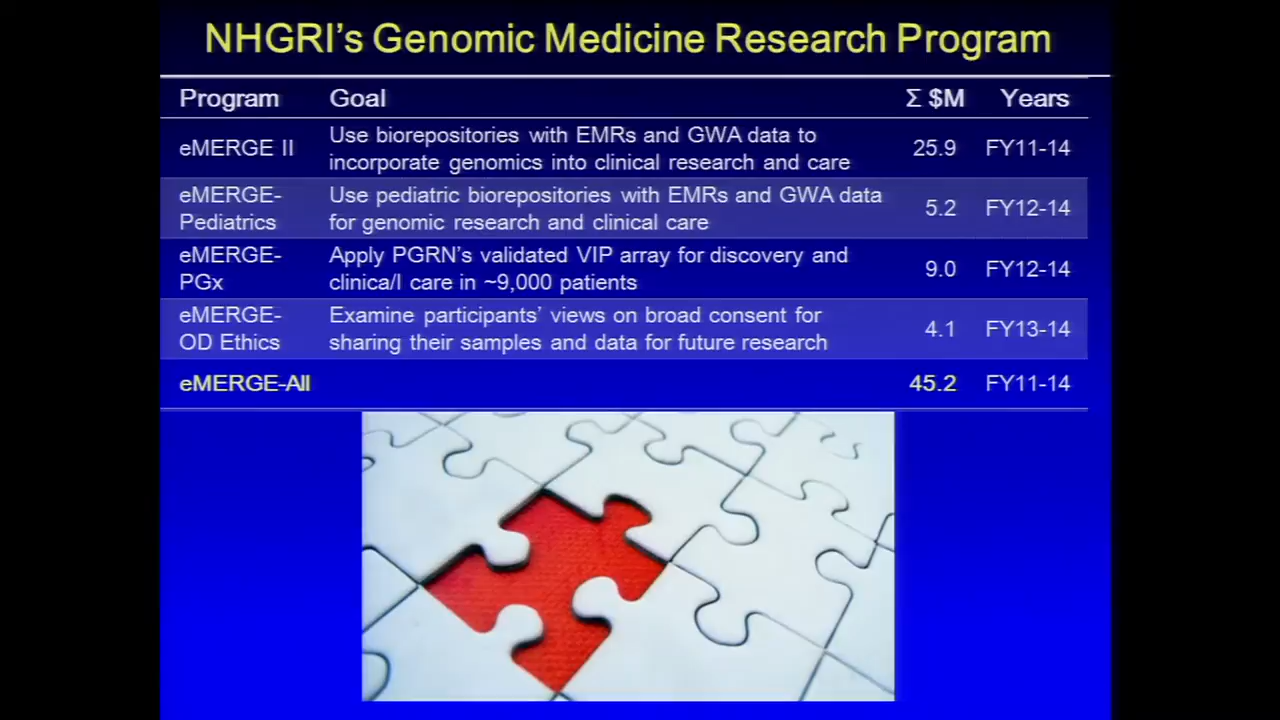 NHGRI's Genomic Medicine Research Program
Program Goal Σ $M Years
eMERGE II Use biorepositories with EMRs and GWA data to incorporate genomics into clinical research and care 25.9 FY11-14
eMERGE-Pediatrics Use pediatric biorepositories with EMRs and GWA data for genomic research and clinical care 5.2 FY12-14
eMERGE-PGx Apply PGRN's validated VIP array for discovery and clinica/l care in ~9,000 patients 9.0 FY12-14
eMERGE-OD Ethics Examine participants' views on broad consent for sharing their samples and data for future research 4.1 FY13-14
eMERGE-All 45.2 FY11-14